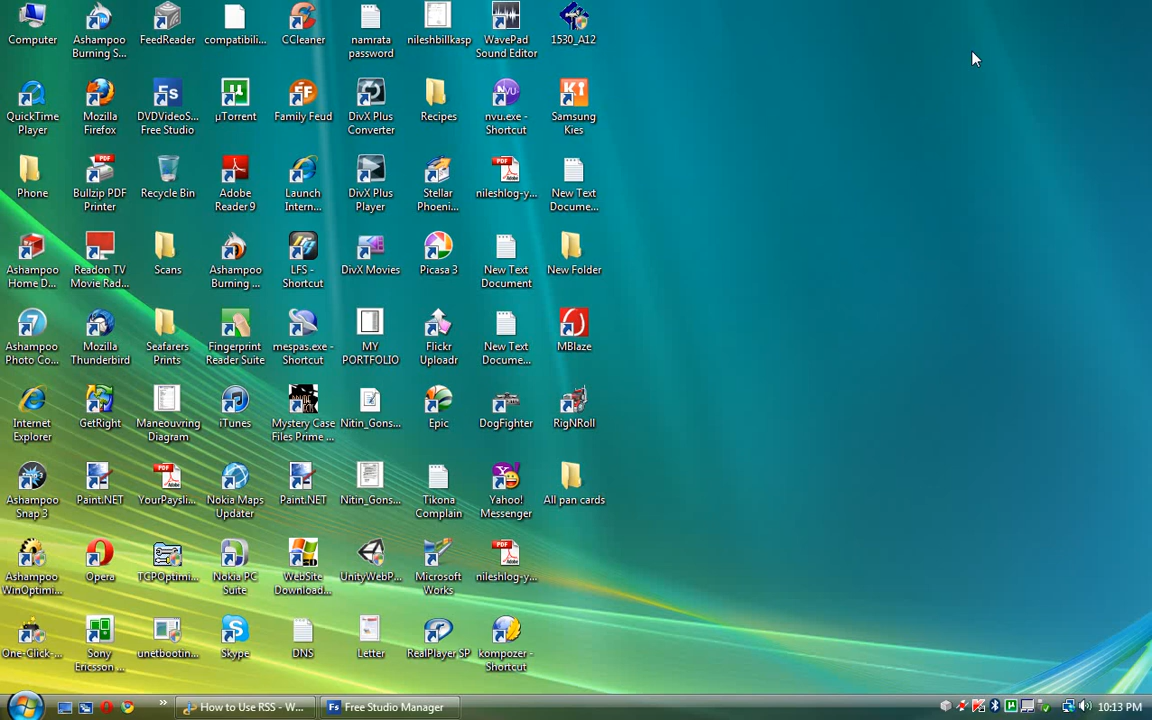 Computer
Ashampoo
Burning S...
FeedReader
compatibili...
CCleaner
namrata
password
nileshbillkasp
WavePad
Sound Editor
1530_A12
QuickTime
Player
Mozilla
Firefox
DVDVideoS...
Free Studio
µTorrent
Family Feud
DivX Plus
Converter
Recipes
nvu.exe -
Shortcut
Samsung
Kies
Phone
Bullzip PDF
Printer
Recycle Bin
Adobe
Reader 9
Launch
Intern...
DivX Plus
Player
Stellar
Phoeni...
nileshlog-y...
New Text
Docume...
Ashampoo
Home D...
Readon TV
Movie Rad...
Scans
Ashampoo
Burning ...
LFS -
Shortcut
DivX Movies
Picasa 3
New Text
Document
New Folder
Ashampoo
Photo Co...
Mozilla
Thunderbird
Seafarers
Prints
Fingerprint
Reader Suite
mespas.exe -
Shortcut
MY
PORTFOLIO
Flickr
Uploadr
New Text
Docume...
MBlaze
Internet
Explorer
GetRight
Maneouvring
Diagram
iTunes
Mystery Case
Files Prime ...
Nitin_Gons...
Epic
DogFighter
RigNRoll
Ashampoo
Snap 3
Paint.NET
YourPaysli...
Nokia Maps
Updater
Paint.NET
Nitin_Gons...
Tikona
Complain
Yahoo!
Messenger
All pan cards
Ashampoo
WinOptimi...
Opera
TCPOptimi...
Nokia PC
Suite
WebSite
Download...
UnityWebP...
Microsoft
Works
nileshlog-y...
One-Click-...
Sony
Ericsson ...
unetbootin...
Skype
DNS
Letter
RealPlayer SP
kompozer -
Shortcut
How to Use RSS - W...
Free Studio Manager
10:13 PM